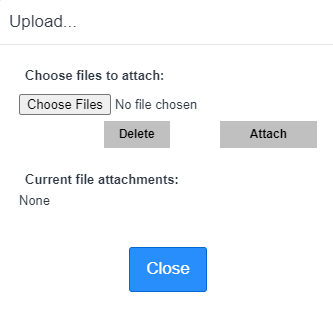 Upload...
Choose files to attach:
Choose Files No file chosen
Delete Attach
Current file attachments:
None
Close